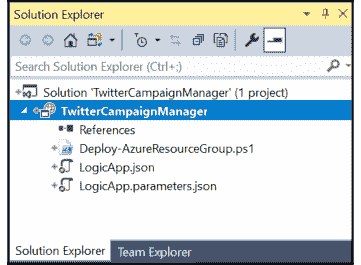 Solution Explorer
Search Solution Explorer (Ctrl+;)
Solution 'TwitterCampaignManager' (1 project)
TwitterCampaignManager
References
Deploy-AzureResourceGroup.ps1
LogicApp.json
LogicApp.parameters.json
Solution Explorer Team Explorer